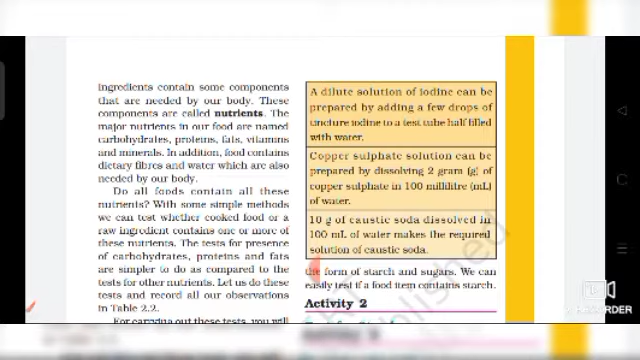 ingredients contain some components
that are needed by our body. These
components are called nutrients. The
major nutrients in our food are named
carbohydrates, proteins, fats, vitamins
and minerals. In addition, food contains
dietary fibres and water which are also
needed by our body.
Do all foods contain all these
nutrients? With some simple methods
we can test whether cooked food or a
raw ingredient contains one or more of
these nutrients. The tests for presence
of carbohydrates, proteins and fats
are simpler to do as compared to the
tests for other nutrients. Let us do these
tests and record all our observations
in Table 2.2.
For carrying out these tests, you will
A dilute solution of iodine can be
prepared by adding a few drops of
tincture iodine to a test tube half filled
with water.
Copper sulphate solution can be
prepared by dissolving 2 gram (g) of
copper sulphate in 100 millilitre (mL)
of water.
10 g of caustic soda dissolved in
100 mL of water makes the required
solution of caustic soda.
the form of starch and sugars. We can
easily test if a food item contains starch.
Activity 2
RECORDER